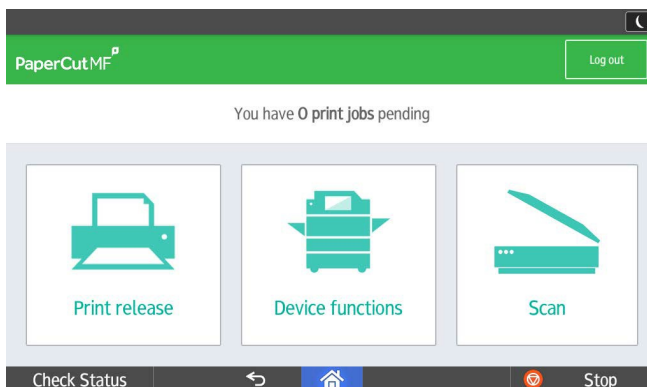 PaperCut MF
Log out
You have 0 print jobs pending
Print release
Device functions
Scan
Check Status
Stop